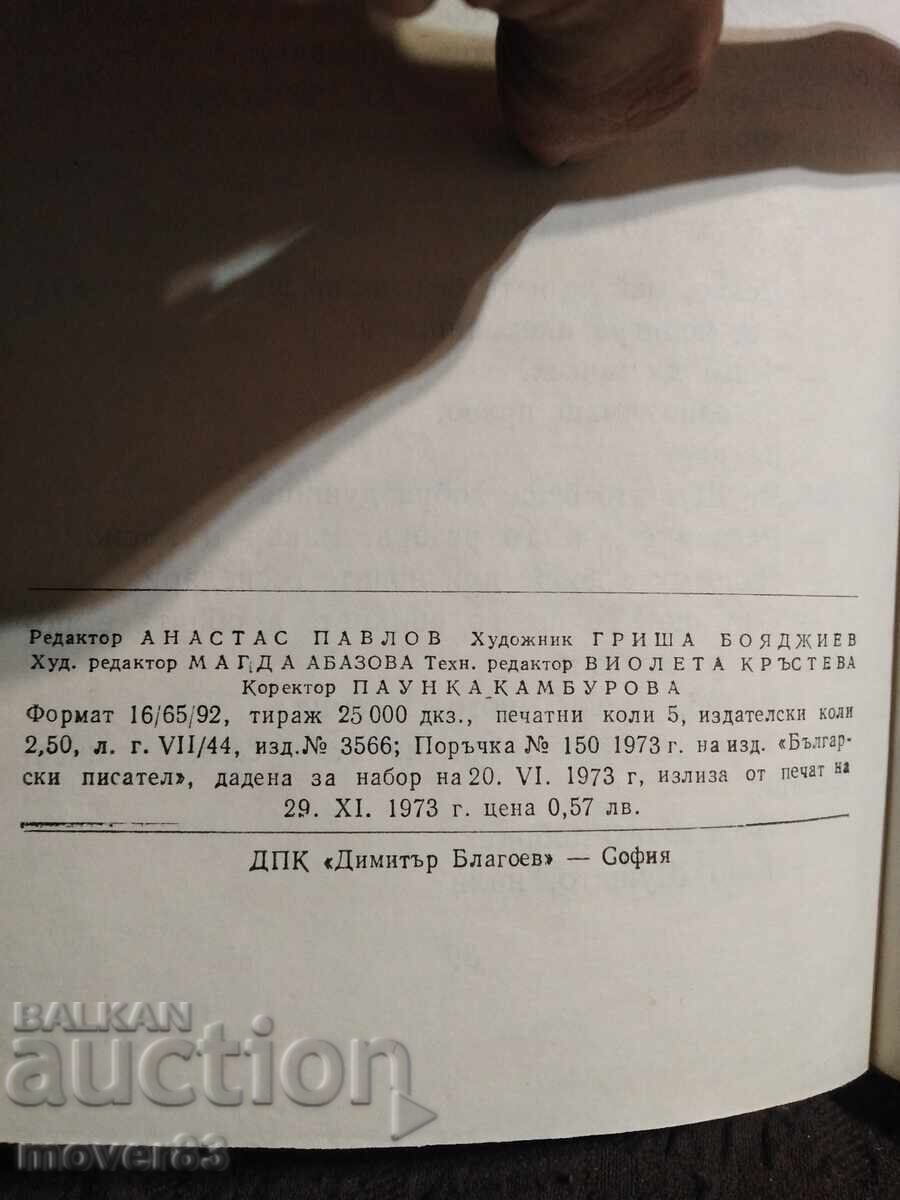 Редактор АНАСТАС ПАВЛОВ Художник ГРИША БОЯДЖИЕВ
Худ. редактор МАГДА АБАЗОВА Техн. редактор ВИОЛЕТА КРЪСТЕВА
Коректор ПАУНКА КАМБУРОВА
Формат 16/65/92, тираж 25 000 дкз., печатни коли 5, издателски коли
2,50, л. г. VII/44, изд. № 3566; Поръчка № 150 1973 г. на изд. «Българ-
ски писател», дадена за набор на 20. VI. 1973 г, излиза от печат на
29. XI. 1973 г. цена 0,57 лв.
ДПК «Димитър Благоев» — София
BALKAN
auction
mover83